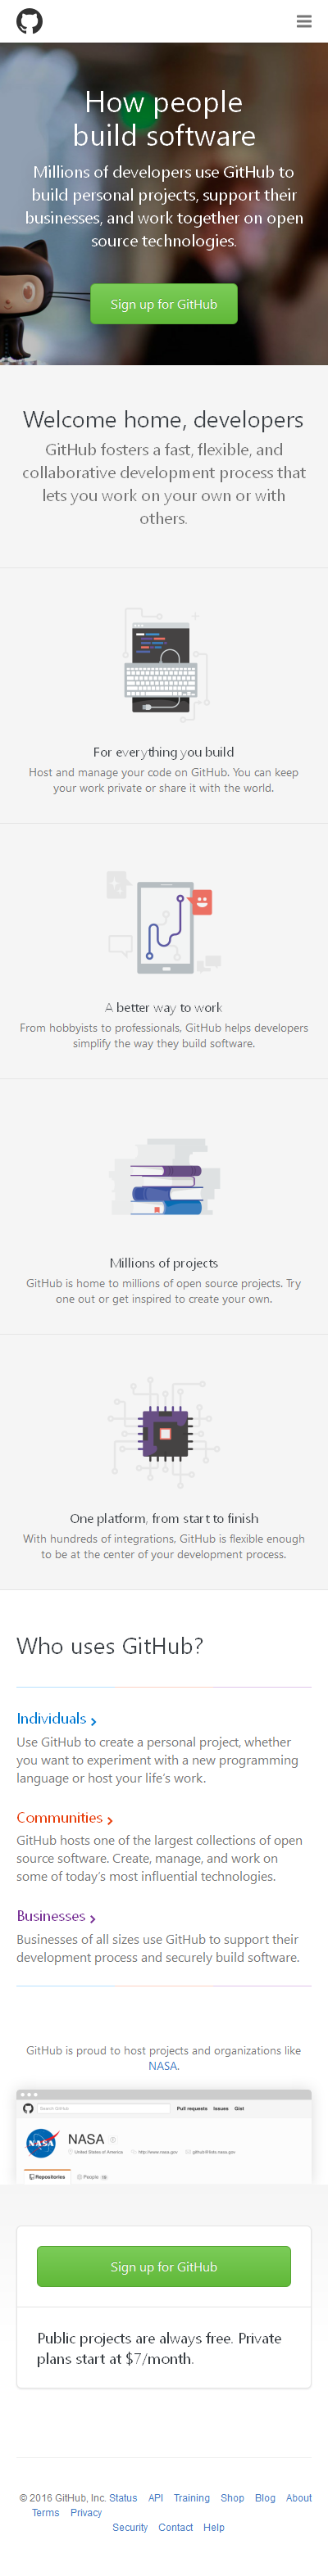 How people
build software
Millions of developers use GitHub to
build personal projects, support their
businesses, and work together on open
source technologies.
Sign up for GitHub
Welcome home, developers
GitHub fosters a fast, flexible, and
collaborative development process that
lets you work on your own or with
others.
For everything you build
Host and manage your code on GitHub. You can keep
your work private or share it with the world.
A better way to work
From hobbyists to professionals, GitHub helps developers
simplify the way they build software.
Millions of projects
GitHub is home to millions of open source projects. Try
one out or get inspired to create your own.
One platform, from start to finish
With hundreds of integrations, GitHub is flexible enough
to be at the center of your development process.
Who uses GitHub?
Individuals
Use GitHub to create a personal project, whether
you want to experiment with a new programming
language or host your life’s work.
Communities
GitHub hosts one of the largest collections of open
source software. Create, manage, and work on
some of today’s most influential technologies.
Businesses
Businesses of all sizes use GitHub to support their
development process and securely build software.
GitHub is proud to host projects and organizations like
NASA.
Search GitHub Pull requests Issues Gist
NASA NASA
United States of America http://www.nasa.gov
Repositories People
Sign up for GitHub
Public projects are always free. Private
plans start at $7/month.
© 2016 GitHub, Inc. Status API Training Shop Blog About
Terms Privacy
Security Contact Help